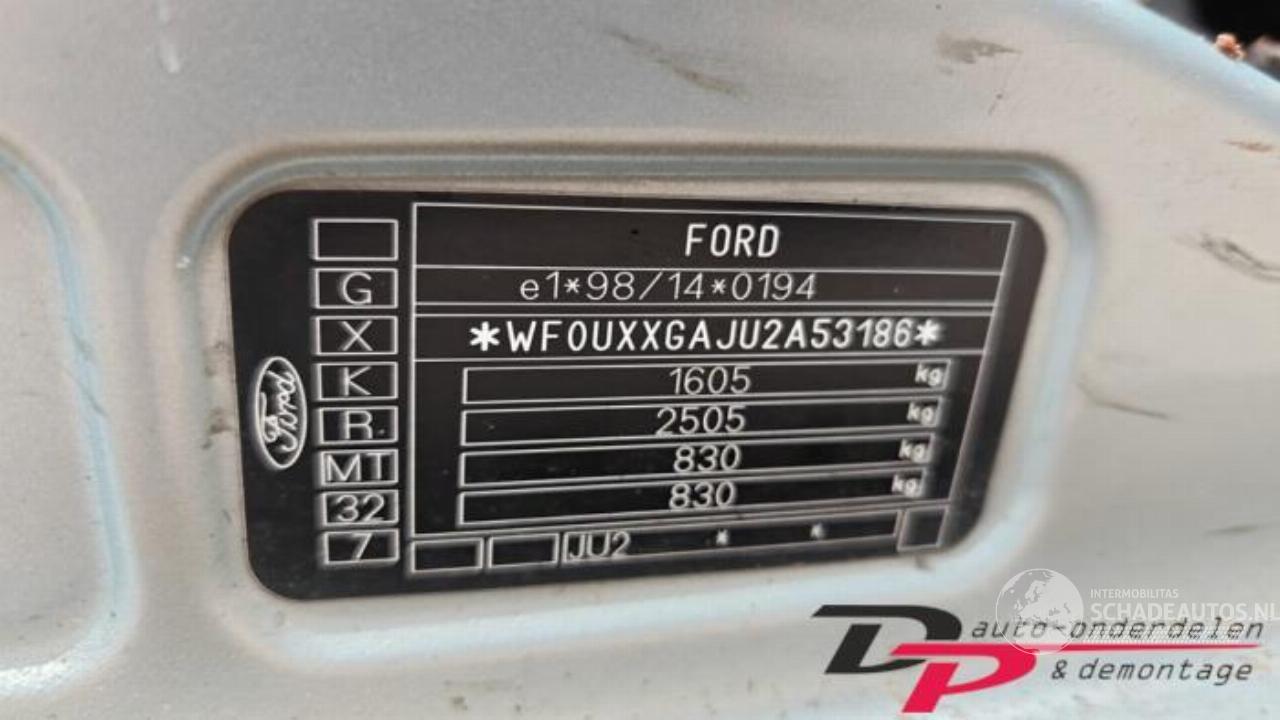 FORD
G e1*98/14*0194
X *WF0UXXGAJU2A53186*
K 1605 kg
R 2505 kg
MT 830 kg
32 830 kg
7 JU2 * *
Ford
INTERMOBILITAS
SCHADEAUTOS.NL
DP auto-onderdelen
& demontage